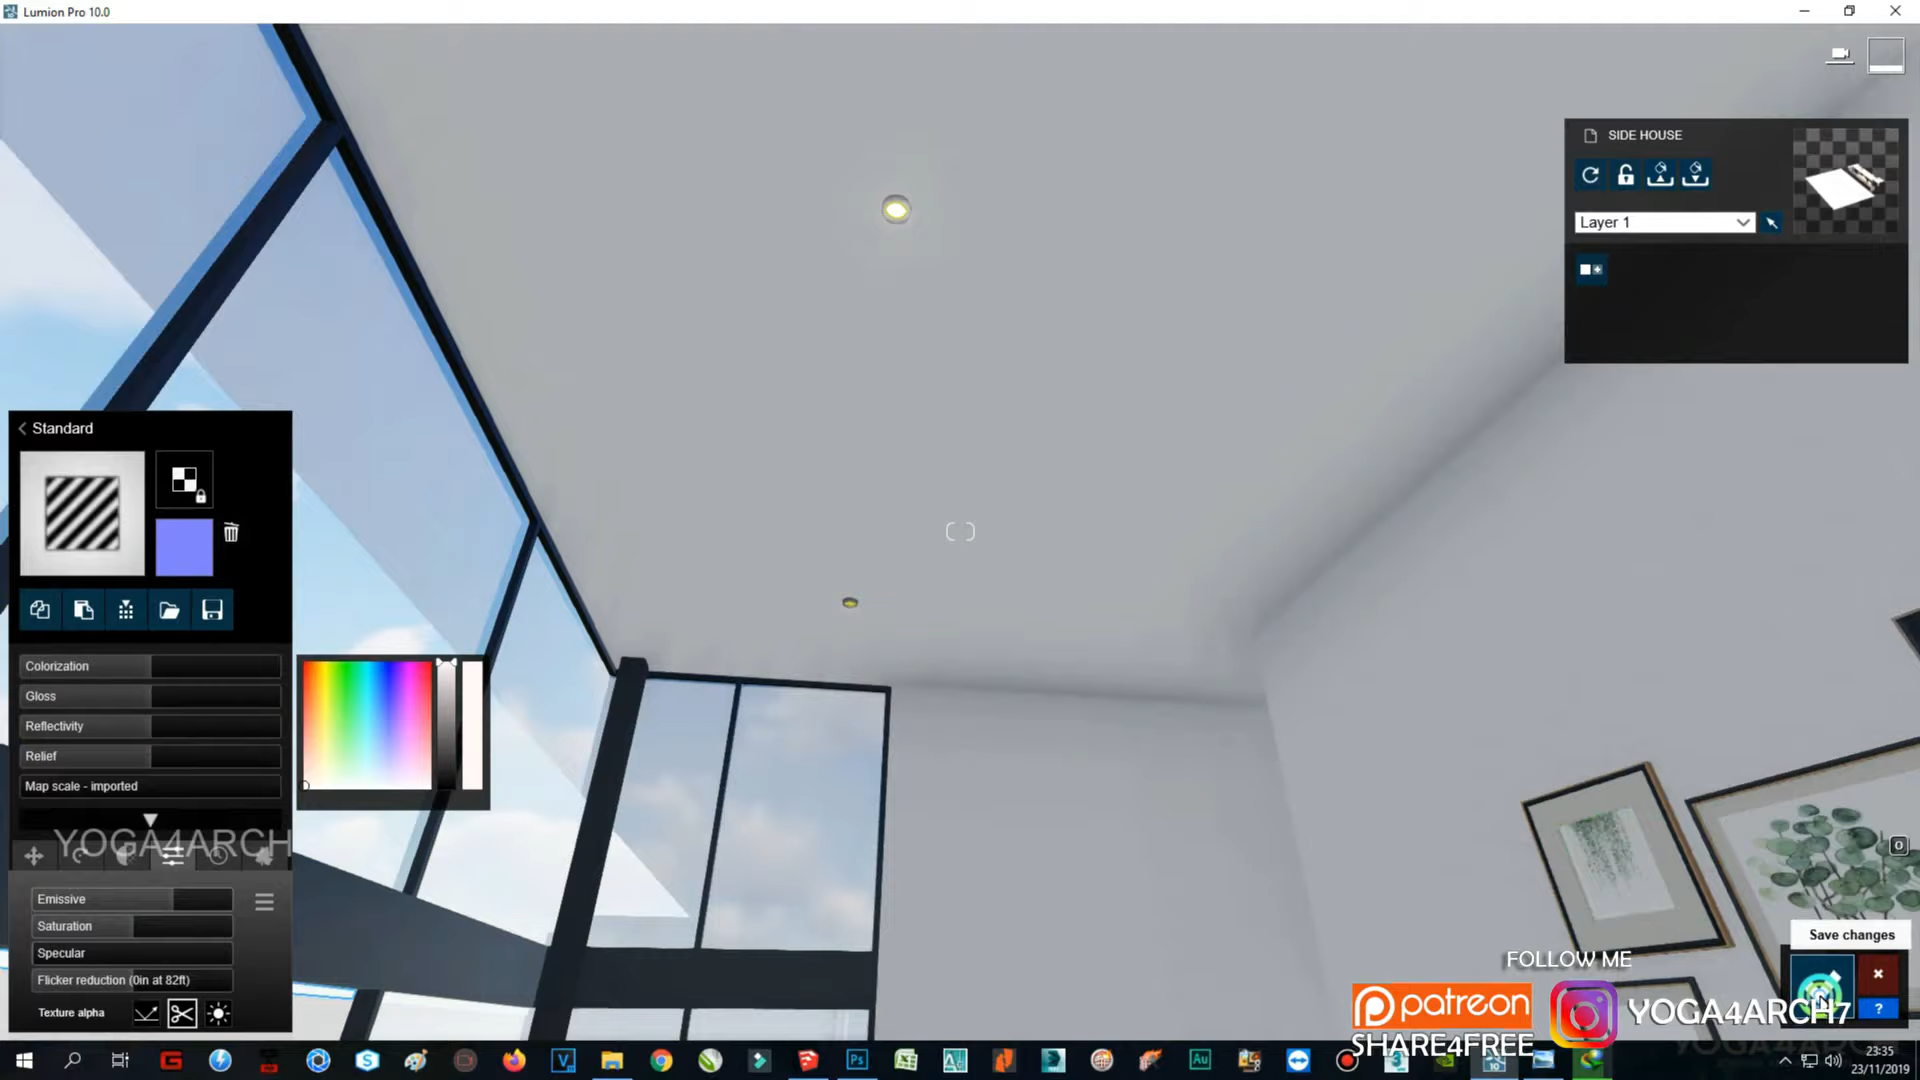 Lumion Pro 10.0
SIDE HOUSE
Layer 1
Standard
Colorization
Gloss
Reflectivity
Relief
Map scale - imported
YOGA4ARCH
Emissive
Saturation
Specular
Flicker reduction (0in at 82ft)
Texture alpha
O
Save changes
?
FOLLOW ME
patreon
SHARE4FREE
YOGA4ARCH7
23:35
23/11/2019